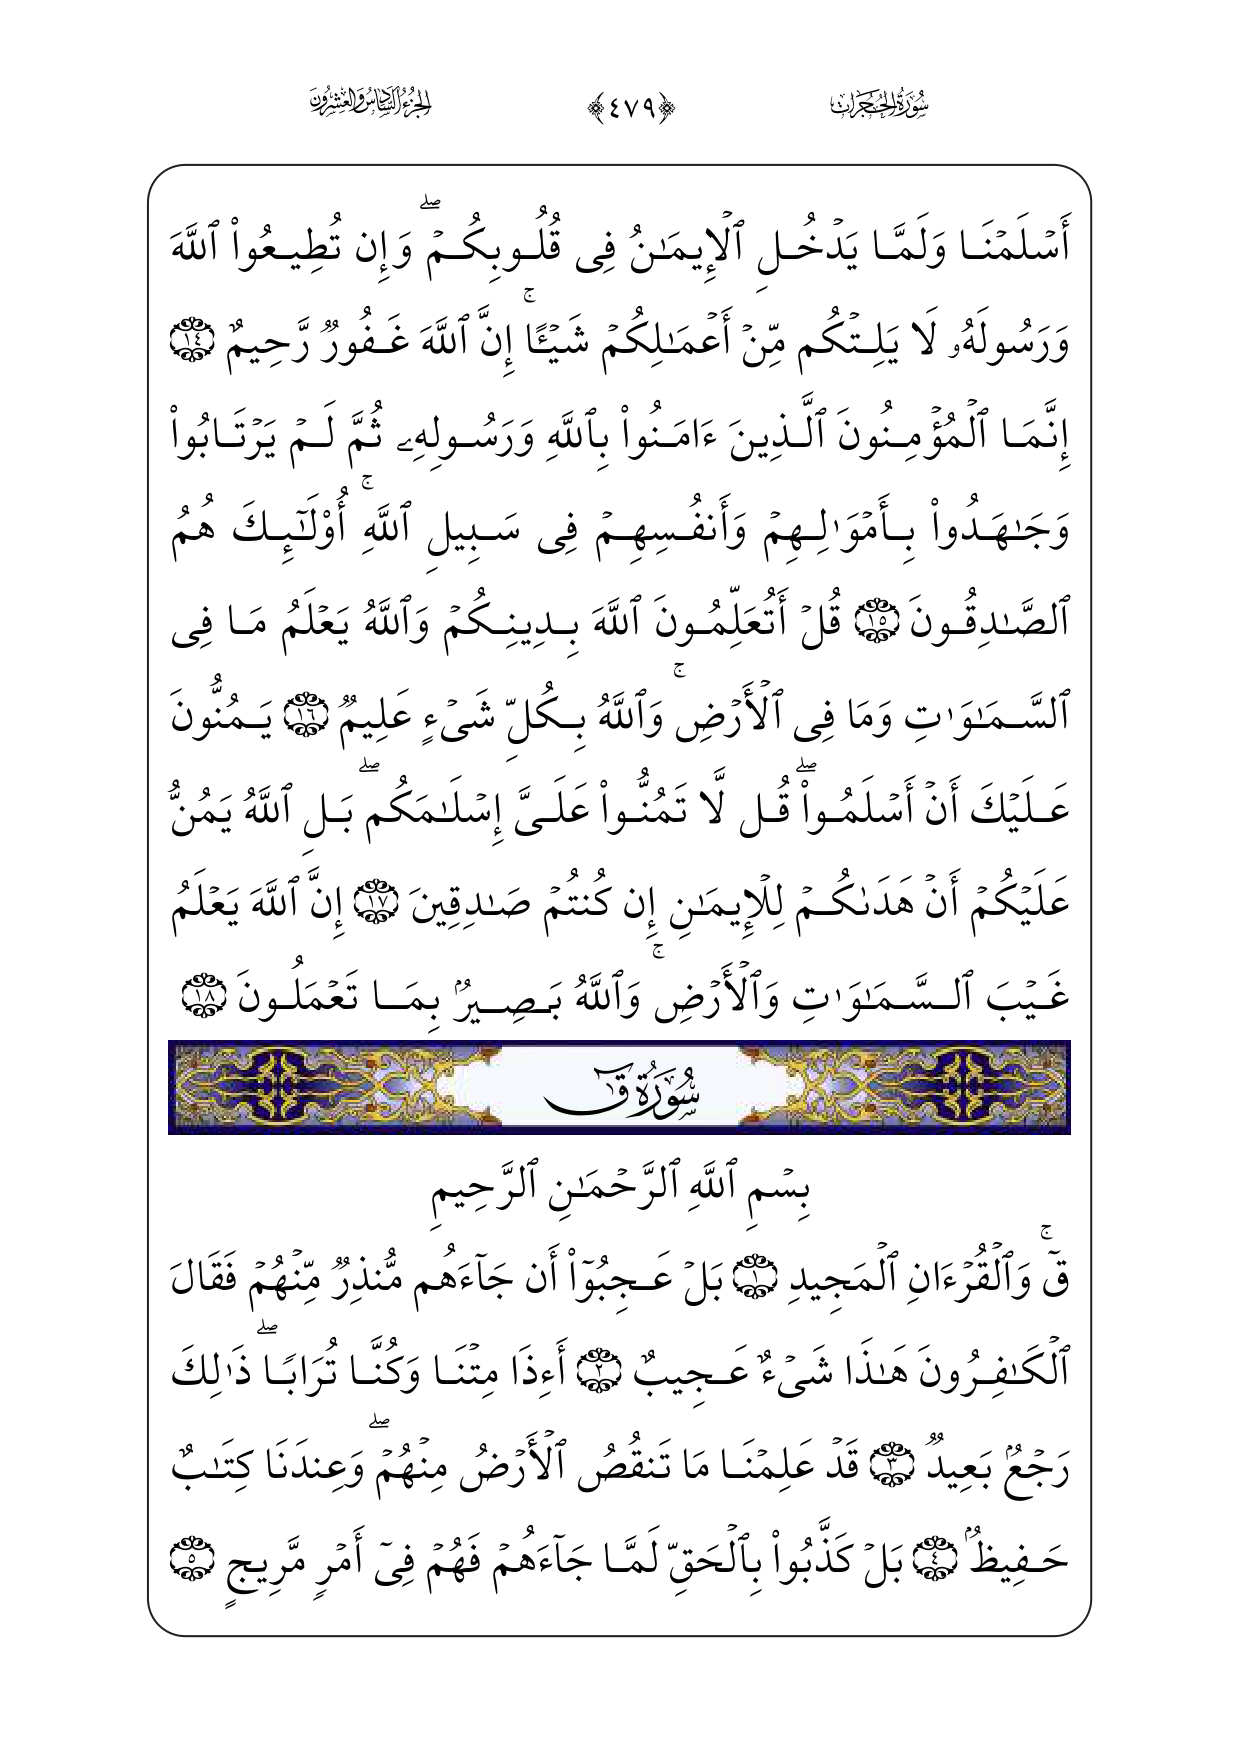 سُورَةُ الحُجُرَاتِ ﴿٤٧٩﴾ الجُزْءُ السَّادِسُ وَالعِشْرُونَ
أَسۡلَمۡنَا وَلَمَّا يَدۡخُلِ ٱلۡإِيمَٰنُ فِي قُلُوبِكُمۡۖ وَإِن تُطِيعُواْ ٱللَّهَ
وَرَسُولَهُۥ لَا يَلِتۡكُم مِّنۡ أَعۡمَٰلِكُمۡ شَيۡـًٔاۚ إِنَّ ٱللَّهَ غَفُورٞ رَّحِيمٌ ١٤
إِنَّمَا ٱلۡمُؤۡمِنُونَ ٱلَّذِينَ ءَامَنُواْ بِٱللَّهِ وَرَسُولِهِۦ ثُمَّ لَمۡ يَرۡتَابُواْ
وَجَٰهَدُواْ بِأَمۡوَٰلِهِمۡ وَأَنفُسِهِمۡ فِي سَبِيلِ ٱللَّهِۚ أُوْلَٰٓئِكَ هُمُ
ٱلصَّٰدِقُونَ ١٥ قُلۡ أَتُعَلِّمُونَ ٱللَّهَ بِدِينِكُمۡ وَٱللَّهُ يَعۡلَمُ مَا فِي
ٱلسَّمَٰوَٰتِ وَمَا فِي ٱلۡأَرۡضِۚ وَٱللَّهُ بِكُلِّ شَيۡءٍ عَلِيمٞ ١٦ يَمُنُّونَ
عَلَيۡكَ أَنۡ أَسۡلَمُواْۖ قُل لَّا تَمُنُّواْ عَلَيَّ إِسۡلَٰمَكُمۖ بَلِ ٱللَّهُ يَمُنُّ
عَلَيۡكُمۡ أَنۡ هَدَىٰكُمۡ لِلۡإِيمَٰنِ إِن كُنتُمۡ صَٰدِقِينَ ١٧ إِنَّ ٱللَّهَ يَعۡلَمُ
غَيۡبَ ٱلسَّمَٰوَٰتِ وَٱلۡأَرۡضِۚ وَٱللَّهُ بَصِيرُۢ بِمَا تَعۡمَلُونَ ١٨
سُورَةُ قٓ
بِسۡمِ ٱللَّهِ ٱلرَّحۡمَٰنِ ٱلرَّحِيمِ
قٓۚ وَٱلۡقُرۡءَانِ ٱلۡمَجِيدِ ١ بَلۡ عَجِبُوٓاْ أَن جَآءَهُم مُّنذِرٞ مِّنۡهُمۡ فَقَالَ
ٱلۡكَٰفِرُونَ هَٰذَا شَيۡءٌ عَجِيبٌ ٢ أَءِذَا مِتۡنَا وَكُنَّا تُرَابٗاۖ ذَٰلِكَ
رَجۡعُۢ بَعِيدٞ ٣ قَدۡ عَلِمۡنَا مَا تَنقُصُ ٱلۡأَرۡضُ مِنۡهُمۡۖ وَعِندَنَا كِتَٰبٌ
حَفِيظُۢ ٤ بَلۡ كَذَّبُواْ بِٱلۡحَقِّ لَمَّا جَآءَهُمۡ فَهُمۡ فِيٓ أَمۡرٖ مَّرِيجٍ ٥